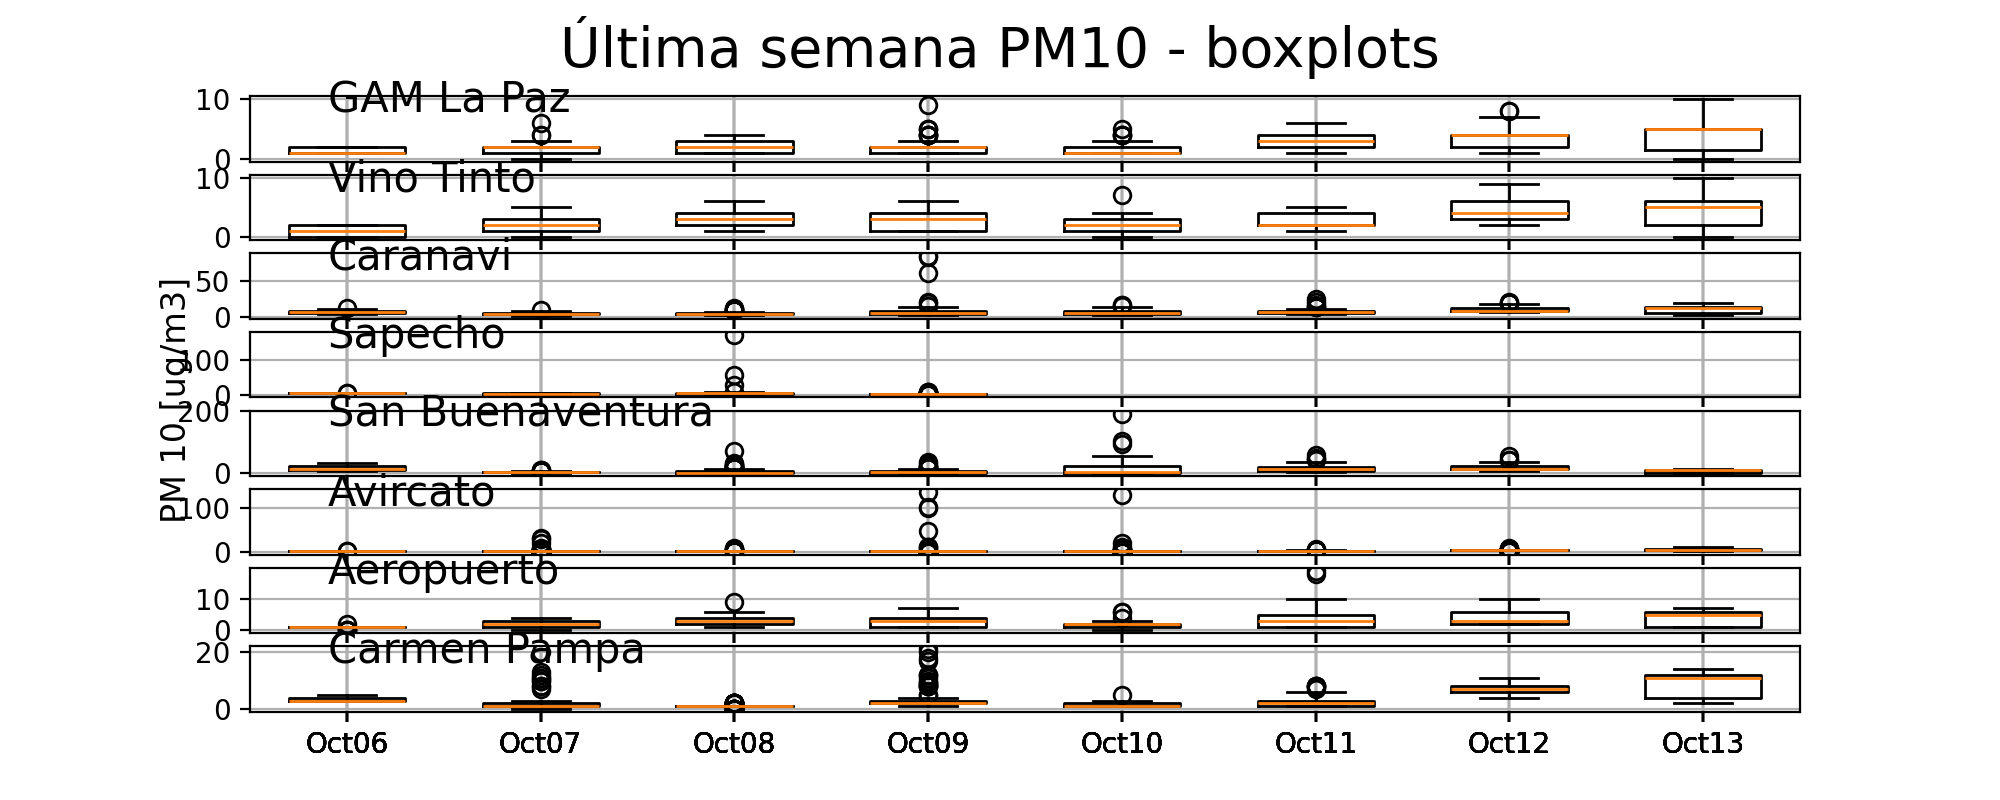 Última semana PM10 - boxplots
PM 10 [ug/m3]
GAM La Paz
10
0
Vino Tinto
10
0
Caranavi
50
0
Sapecho
100
0
San Buenaventura
200
0
Avircato
100
0
Aeropuerto
10
0
Carmen Pampa
20
0
Oct06 Oct07 Oct08 Oct09 Oct10 Oct11 Oct12 Oct13